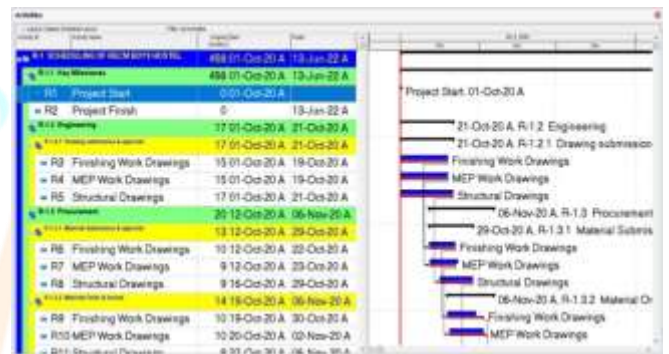 Activities
R-1 SCHEDULING OF BOYS HOSTEL 498 01-Oct-20 A 13-Jun-22 A
R-1.1 Key Milestones 498 01-Oct-20 A 13-Jun-22 A
R1 Project Start 0 01-Oct-20 A
R2 Project Finish 0 13-Jun-22 A
R-1.2 Engineering 17 01-Oct-20 A 21-Oct-20 A
17 01-Oct-20 A 21-Oct-20 A
R3 Finishing Work Drawings 15 01-Oct-20 A 19-Oct-20 A
R4 MEP Work Drawings 15 01-Oct-20 A 19-Oct-20 A
R5 Structural Drawings 17 01-Oct-20 A 21-Oct-20 A
R-1.3 Procurement 20 12-Oct-20 A 06-Nov-20 A
13 12-Oct-20 A 29-Oct-20 A
R6 Finishing Work Drawings 10 12-Oct-20 A 22-Oct-20 A
R7 MEP Work Drawings 9 12-Oct-20 A 23-Oct-20 A
R8 Structural Drawings 9 16-Oct-20 A 29-Oct-20 A
14 19-Oct-20 A 06-Nov-20 A
R9 Finishing Work Drawings 10 19-Oct-20 A 30-Oct-20 A
R10 MEP Work Drawings 10 20-Oct-20 A 02-Nov-20 A
Project Start, 01-Oct-20 A
21-Oct-20 A, R-1.2 Engineering
21-Oct-20 A, R-1.2.1 Drawing submission
Finishing Work Drawings
MEP Work Drawings
Structural Drawings
06-Nov-20 A, R-1.3 Procurement
29-Oct-20 A, R-1.3.1 Material Submis
Finishing Work Drawings
MEP Work Drawings
Structural Drawings
06-Nov-20 A, R-1.3.2 Material Or
Finishing Work Drawings
MEP Work Drawings